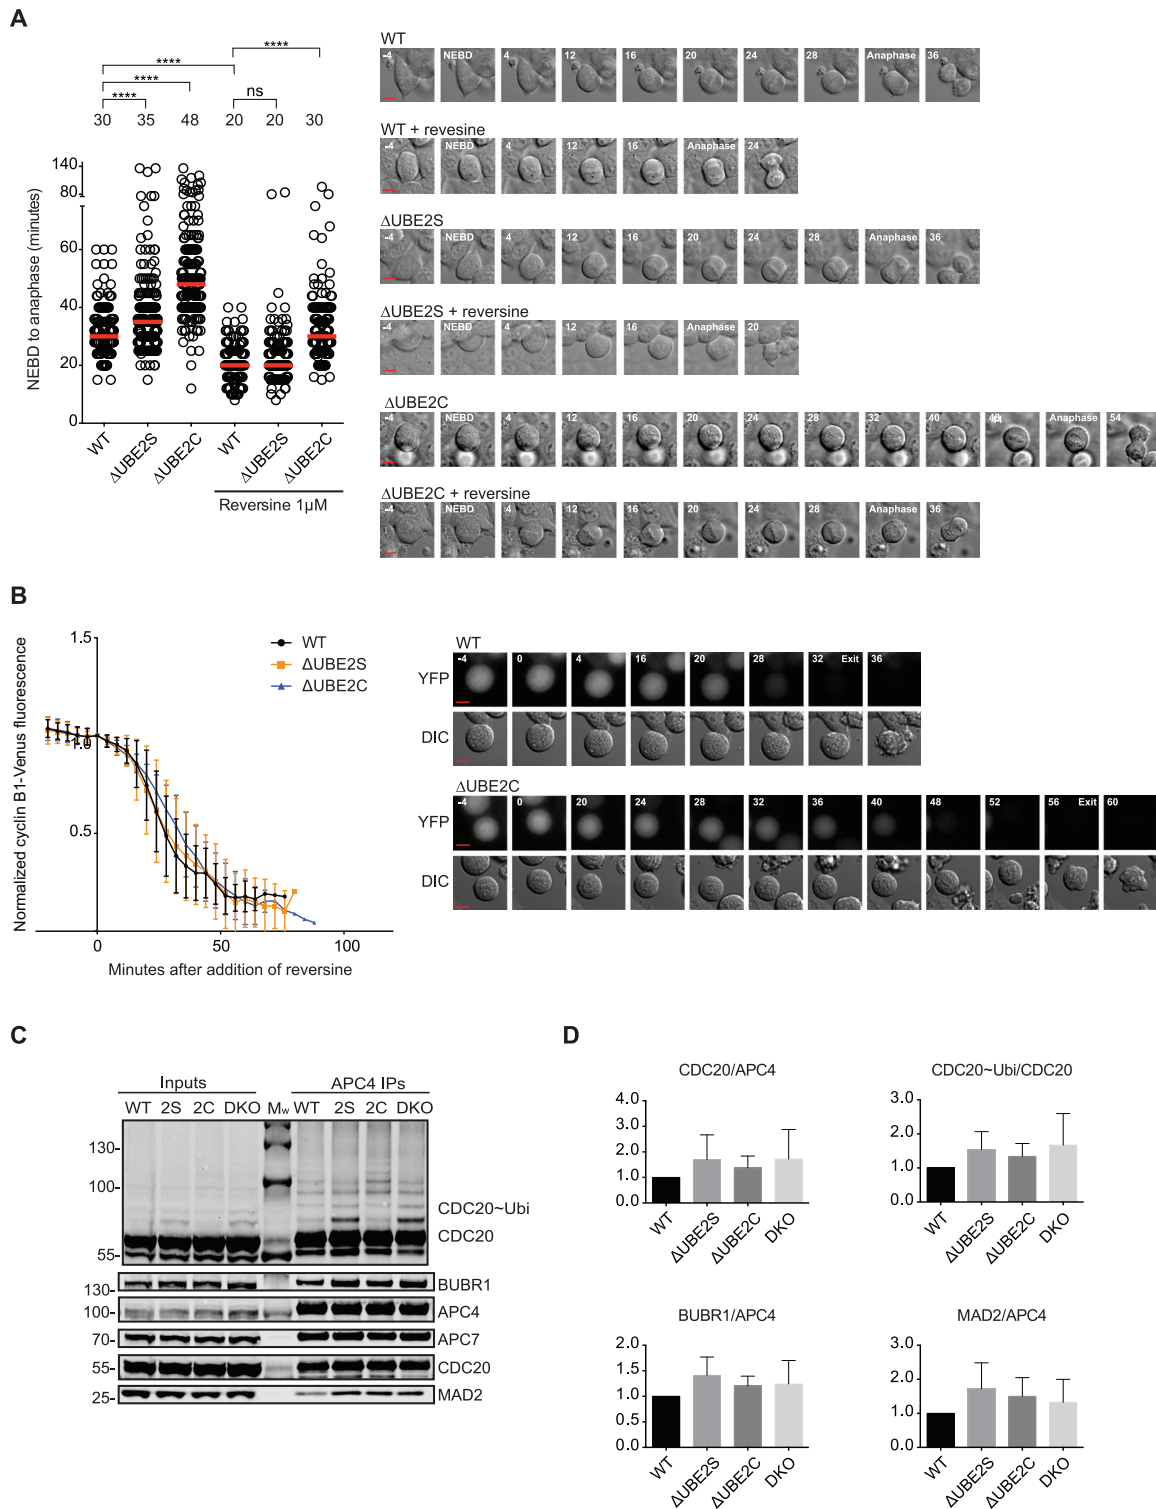 A
**** **** **** **** ns
30 35 48 20 20 30
NEBD to anaphase (minutes)
140
80
60
40
20
0
WT ΔUBE2S ΔUBE2C WT ΔUBE2S ΔUBE2C
Reversine 1µM
WT
-4 NEBD 4 12 16 20 24 28 Anaphase 36
WT + revesine
-4 NEBD 4 12 16 Anaphase 24
ΔUBE2S
-4 NEBD 4 12 16 20 24 28 Anaphase 36
ΔUBE2S + reversine
-4 NEBD 4 12 16 Anaphase 20
ΔUBE2C
-4 NEBD 4 12 16 20 24 28 32 40 Anaphase 54
ΔUBE2C + reversine
-4 NEBD 4 12 16 20 24 28 Anaphase 36
B
Normalized cyclin B1-Venus fluorescence
1.5
1.0
0.5
0 50 100
Minutes after addition of reversine
WT
ΔUBE2S
ΔUBE2C
WT
YFP -4 0 4 16 20 28 32 Exit 36
DIC
ΔUBE2C
YFP -4 0 20 24 28 32 36 40 48 52 56 Exit 60
DIC
C
Inputs APC4 IPs
WT 2S 2C DKO Mw WT 2S 2C DKO
130-
100-
CDC20~Ubi
CDC20
55-
BUBR1
130-
100- APC4
70- APC7
55- CDC20
25- MAD2
D
CDC20/APC4
4.0
3.0
2.0
1.0
0.0
WT ΔUBE2S ΔUBE2C DKO
CDC20~Ubi/CDC20
3.0
2.0
1.0
0.0
WT ΔUBE2S ΔUBE2C DKO
BUBR1/APC4
2.0
1.5
1.0
0.5
0.0
WT ΔUBE2S ΔUBE2C DKO
MAD2/APC4
3.0
2.0
1.0
0.0
WT ΔUBE2S ΔUBE2C DKO